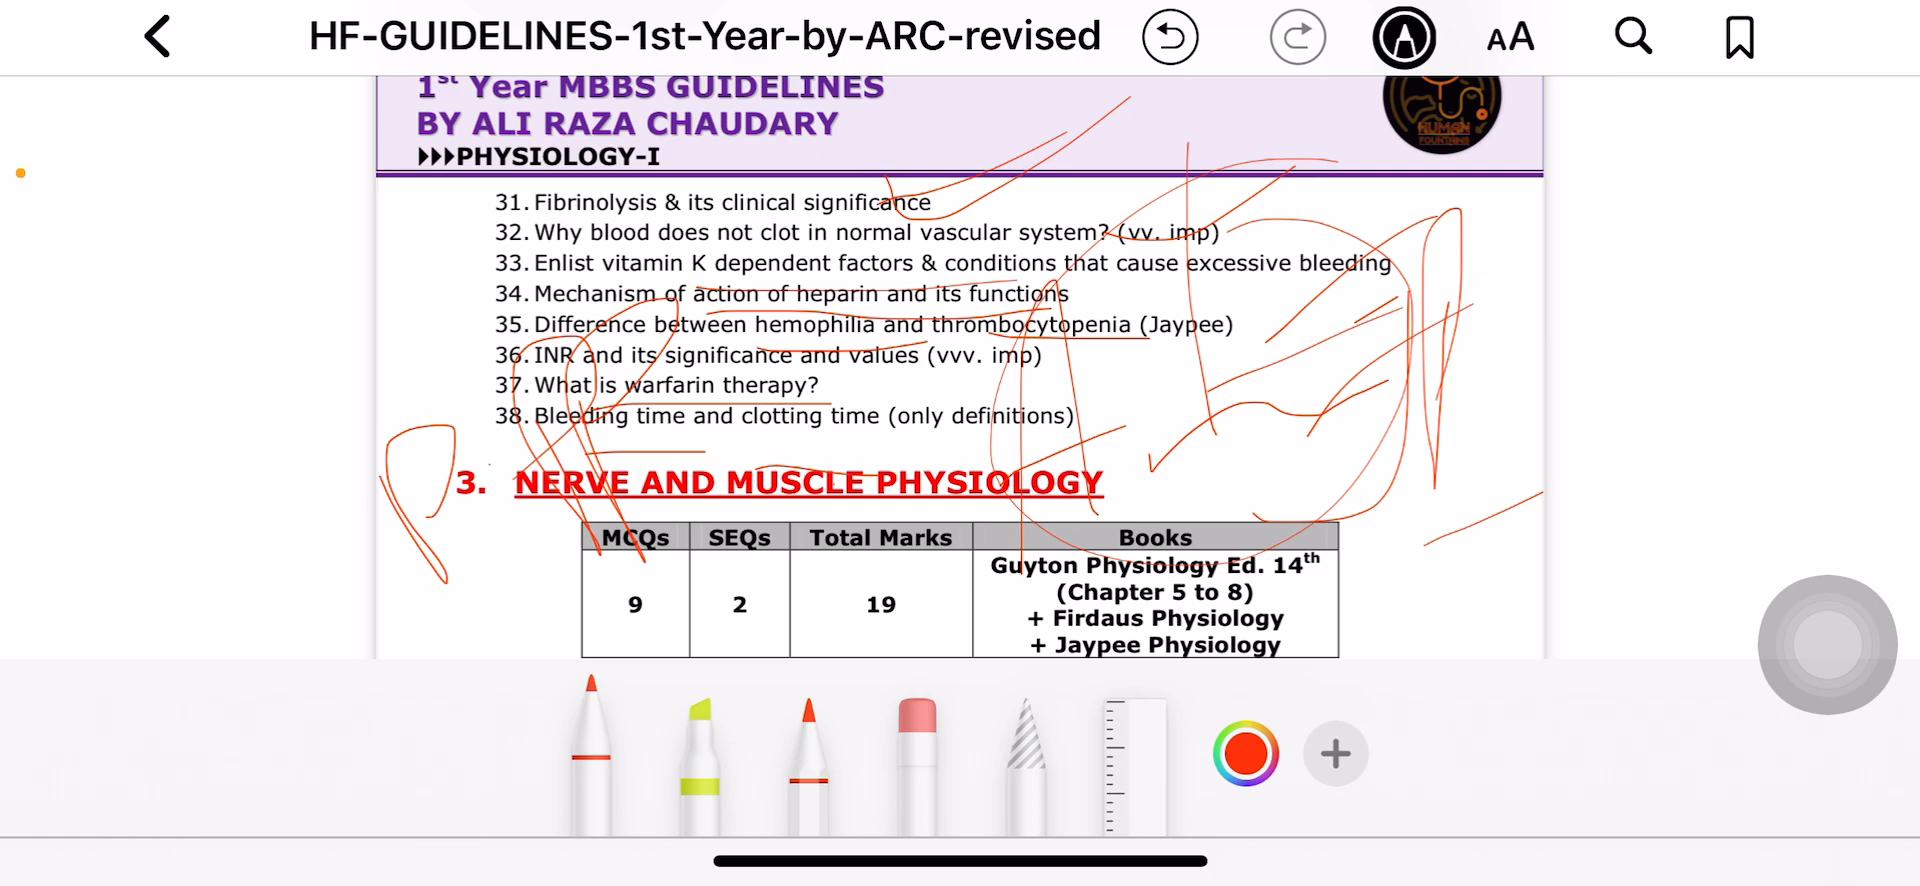 HF-GUIDELINES-1st-Year-by-ARC-revised
AA
1st Year MBBS GUIDELINES
BY ALI RAZA CHAUDARY
PHYSIOLOGY-I
HUMAN
FOUNTAINS
31. Fibrinolysis & its clinical significance
32. Why blood does not clot in normal vascular system? (vv. imp)
33. Enlist vitamin K dependent factors & conditions that cause excessive bleeding
34. Mechanism of action of heparin and its functions
35. Difference between hemophilia and thrombocytopenia (Jaypee)
36. INR and its significance and values (vvv. imp)
37. What is warfarin therapy?
38. Bleeding time and clotting time (only definitions)
3. NERVE AND MUSCLE PHYSIOLOGY
MCQs SEQs Total Marks Books
9 2 19 Guyton Physiology Ed. 14th
(Chapter 5 to 8)
+ Firdaus Physiology
+ Jaypee Physiology